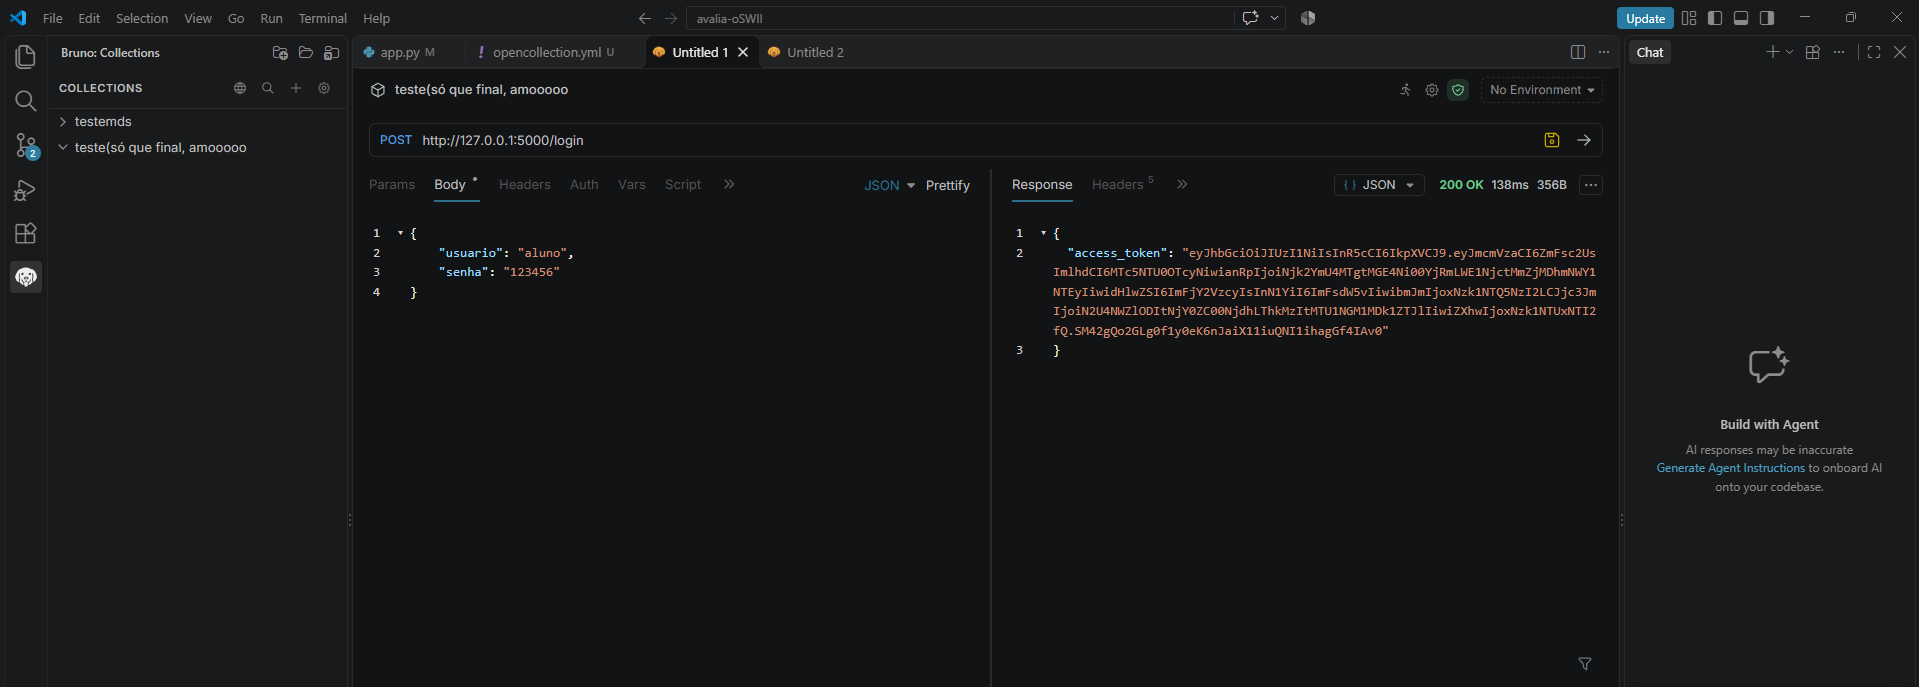 File Edit Selection View Go Run Terminal Help
avalia-oSWII
Update
Bruno: Collections
COLLECTIONS
testemds
teste(só que final, amooooo
2
app.py M
opencollection.yml U
Untitled 1
Untitled 2
teste(só que final, amooooo
No Environment
POST http://127.0.0.1:5000/login
Params Body Headers Auth Vars Script
JSON Prettify
1 {
2 "usuario": "aluno",
3 "senha": "123456"
4 }
Response Headers 5
{ } JSON 200 OK 138ms 356B
1 {
2 "access_token": "eyJhbGciOiJIUzI1NiIsInR5cCI6IkpXVCJ9.eyJmcmVzaCI6ZmFsc2Us
ImlhdCI6MTc5NTU0OTcyNiwianRpIjoiNjk2YmU4MTgtMGE4Ni00YjRmLWE1NjctMmZjMDhmNWY1
NTEyIiwidHlwZSI6ImFjY2VzcyIsInN1YiI6ImFsdW5vIiwibmJmIjoxNzk1NTQ5NzI2LCJjc3Jm
IjoiN2U4NWZlODItNjY0ZC00NjdhLThkMzItMTU1NGM1MDk1ZTJlIiwiZXhwIjoxNzk1NTUxNTI2
fQ.SM42gQo2GLg0f1y0eK6nJaiX11iuQNI1ihagGf4IAv0"
3 }
Chat
Build with Agent
AI responses may be inaccurate
Generate Agent Instructions to onboard AI
onto your codebase.